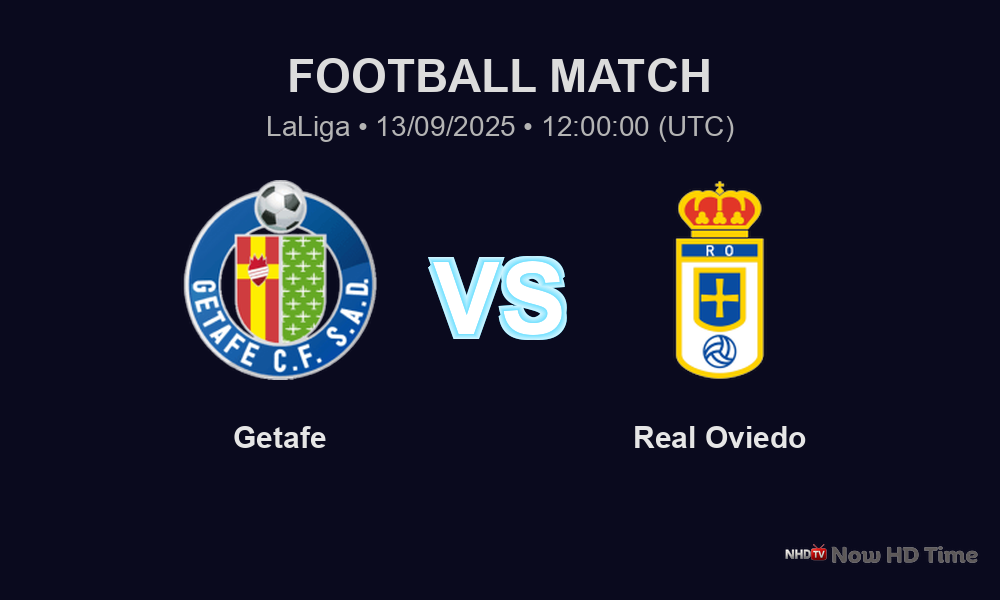 FOOTBALL MATCH
LaLiga • 13/09/2025 • 12:00:00 (UTC)
GETAFE C.F. S.A.D.
VS
R O
Getafe
Real Oviedo
NHD TV Now HD Time